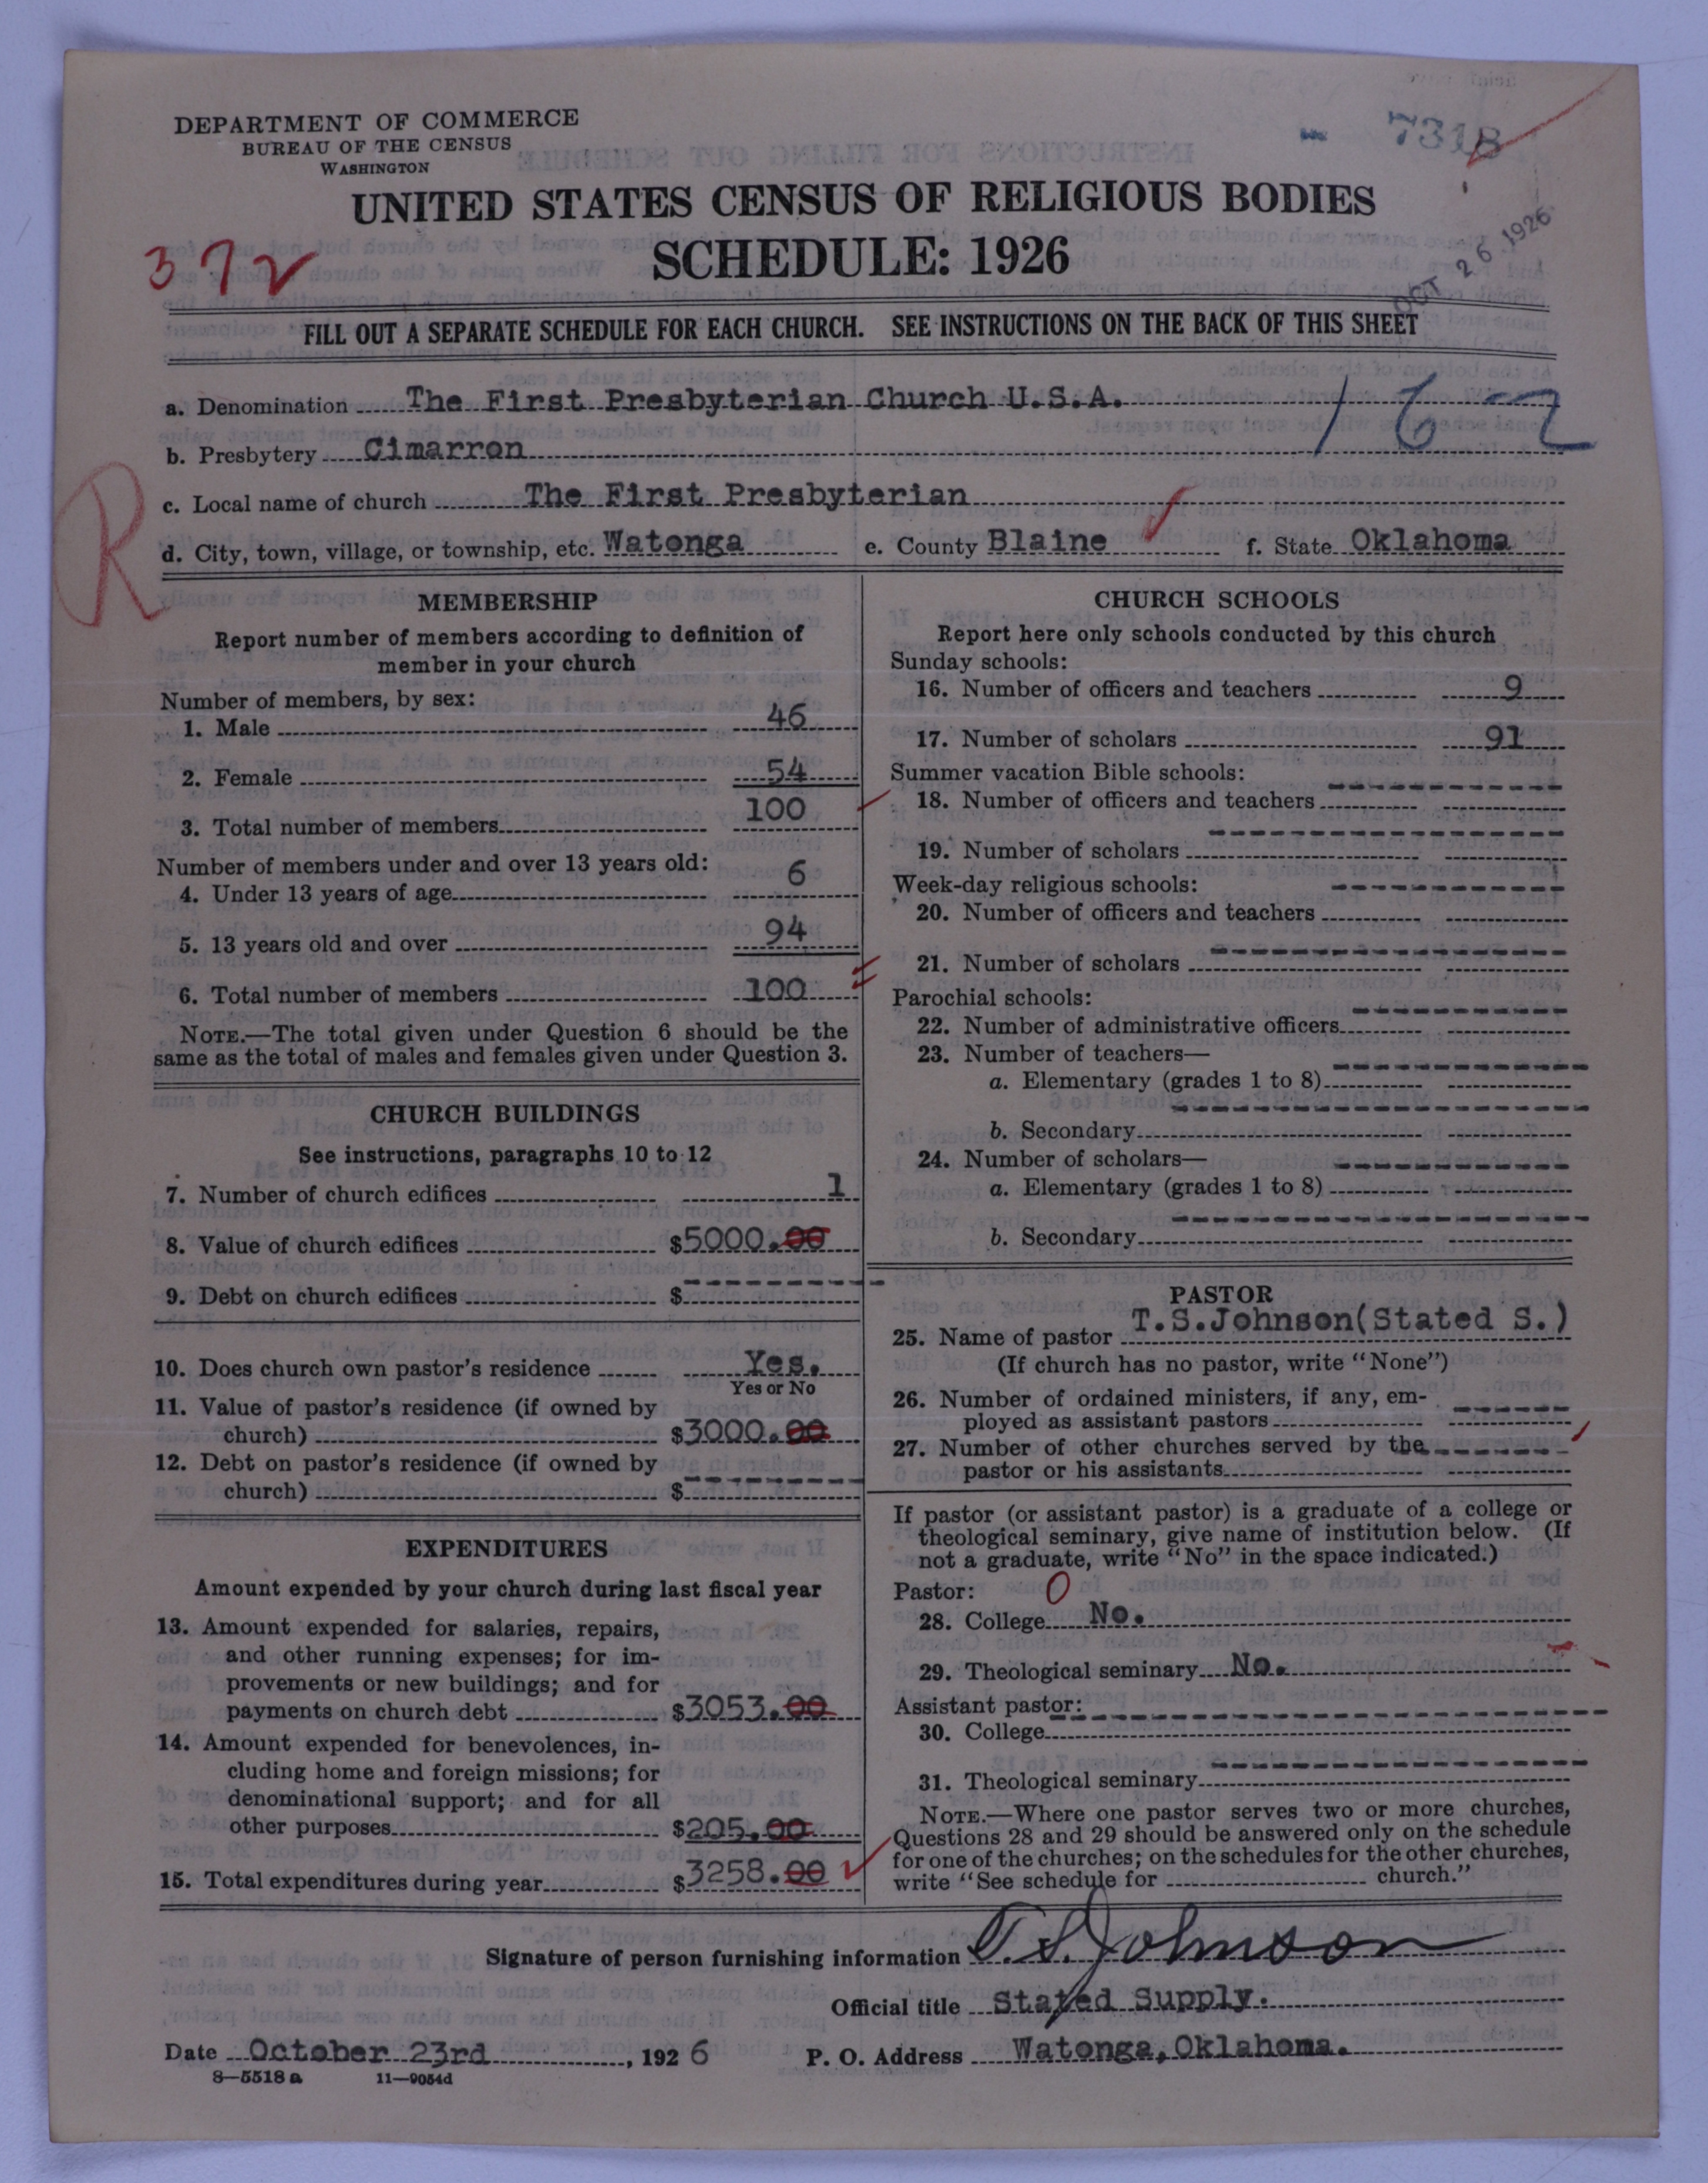 DEPARTMENT OF COMMERCE
BUREAU OF THE CENSUS
WASHINGTON
7318
UNITED STATES CENSUS OF RELIGIOUS BODIES
SCHEDULE: 1926
372
OCT 26 1926
FILL OUT A SEPARATE SCHEDULE FOR EACH CHURCH. SEE INSTRUCTIONS ON THE BACK OF THIS SHEET
a. Denomination The First Presbyterian Church U.S.A.
162
b. Presbytery Cimarron
c. Local name of church The First Presbyterian
R
d. City, town, village, or township, etc. Watonga e. County Blaine f. State Oklahoma
MEMBERSHIP
Report number of members according to definition of
member in your church
Number of members, by sex:
1. Male 46
2. Female 54
3. Total number of members 100
Number of members under and over 13 years old:
4. Under 13 years of age 6
5. 13 years old and over 94
6. Total number of members 100
NOTE.—The total given under Question 6 should be the
same as the total of males and females given under Question 3.
CHURCH BUILDINGS
See instructions, paragraphs 10 to 12
7. Number of church edifices 1
8. Value of church edifices $5000.00
9. Debt on church edifices $
10. Does church own pastor's residence Yes.
Yes or No
11. Value of pastor's residence (if owned by
church) $3000.00
12. Debt on pastor's residence (if owned by
church) $
EXPENDITURES
Amount expended by your church during last fiscal year
13. Amount expended for salaries, repairs,
and other running expenses; for im-
provements or new buildings; and for
payments on church debt $3053.00
14. Amount expended for benevolences, in-
cluding home and foreign missions; for
denominational support; and for all
other purposes $205.00
15. Total expenditures during year $3258.00
CHURCH SCHOOLS
Report here only schools conducted by this church
Sunday schools:
16. Number of officers and teachers 9
17. Number of scholars 91
Summer vacation Bible schools:
18. Number of officers and teachers
19. Number of scholars
Week-day religious schools:
20. Number of officers and teachers
21. Number of scholars
Parochial schools:
22. Number of administrative officers
23. Number of teachers—
a. Elementary (grades 1 to 8)
b. Secondary
24. Number of scholars—
a. Elementary (grades 1 to 8)
b. Secondary
PASTOR
25. Name of pastor T.S.Johnson(Stated S.)
(If church has no pastor, write "None")
26. Number of ordained ministers, if any, em-
ployed as assistant pastors
27. Number of other churches served by the
pastor or his assistants
If pastor (or assistant pastor) is a graduate of a college or
theological seminary, give name of institution below. (If
not a graduate, write "No" in the space indicated.)
Pastor: 0
28. College No.
29. Theological seminary No.
Assistant pastor:
30. College
31. Theological seminary
NOTE.—Where one pastor serves two or more churches,
Questions 28 and 29 should be answered only on the schedule
for one of the churches; on the schedules for the other churches,
write "See schedule for church."
Signature of person furnishing information T. S. Johnson
Official title Stated Supply.
Date October 23rd, 1926 P. O. Address Watonga, Oklahoma.
8—5518a 11—9054d